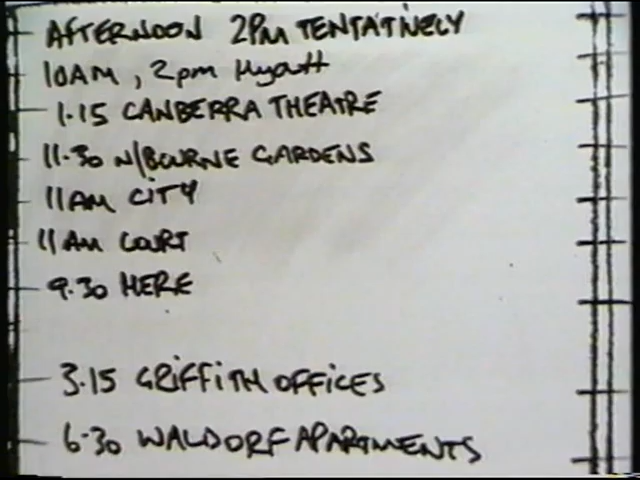 AFTERNOON 2PM TENTATIVELY
10AM, 2pm Hyatt
1.15 CANBERRA THEATRE
11.30 N/BOURNE GARDENS
11AM CITY
11AM COURT
9.30 HERE
3.15 GRIFFITH OFFICES
6.30 WALDORF APARTMENTS